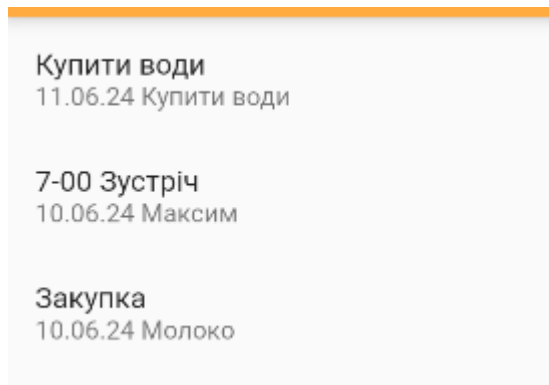 Купити води
11.06.24 Купити води
7-00 Зустріч
10.06.24 Максим
Закупка
10.06.24 Молоко